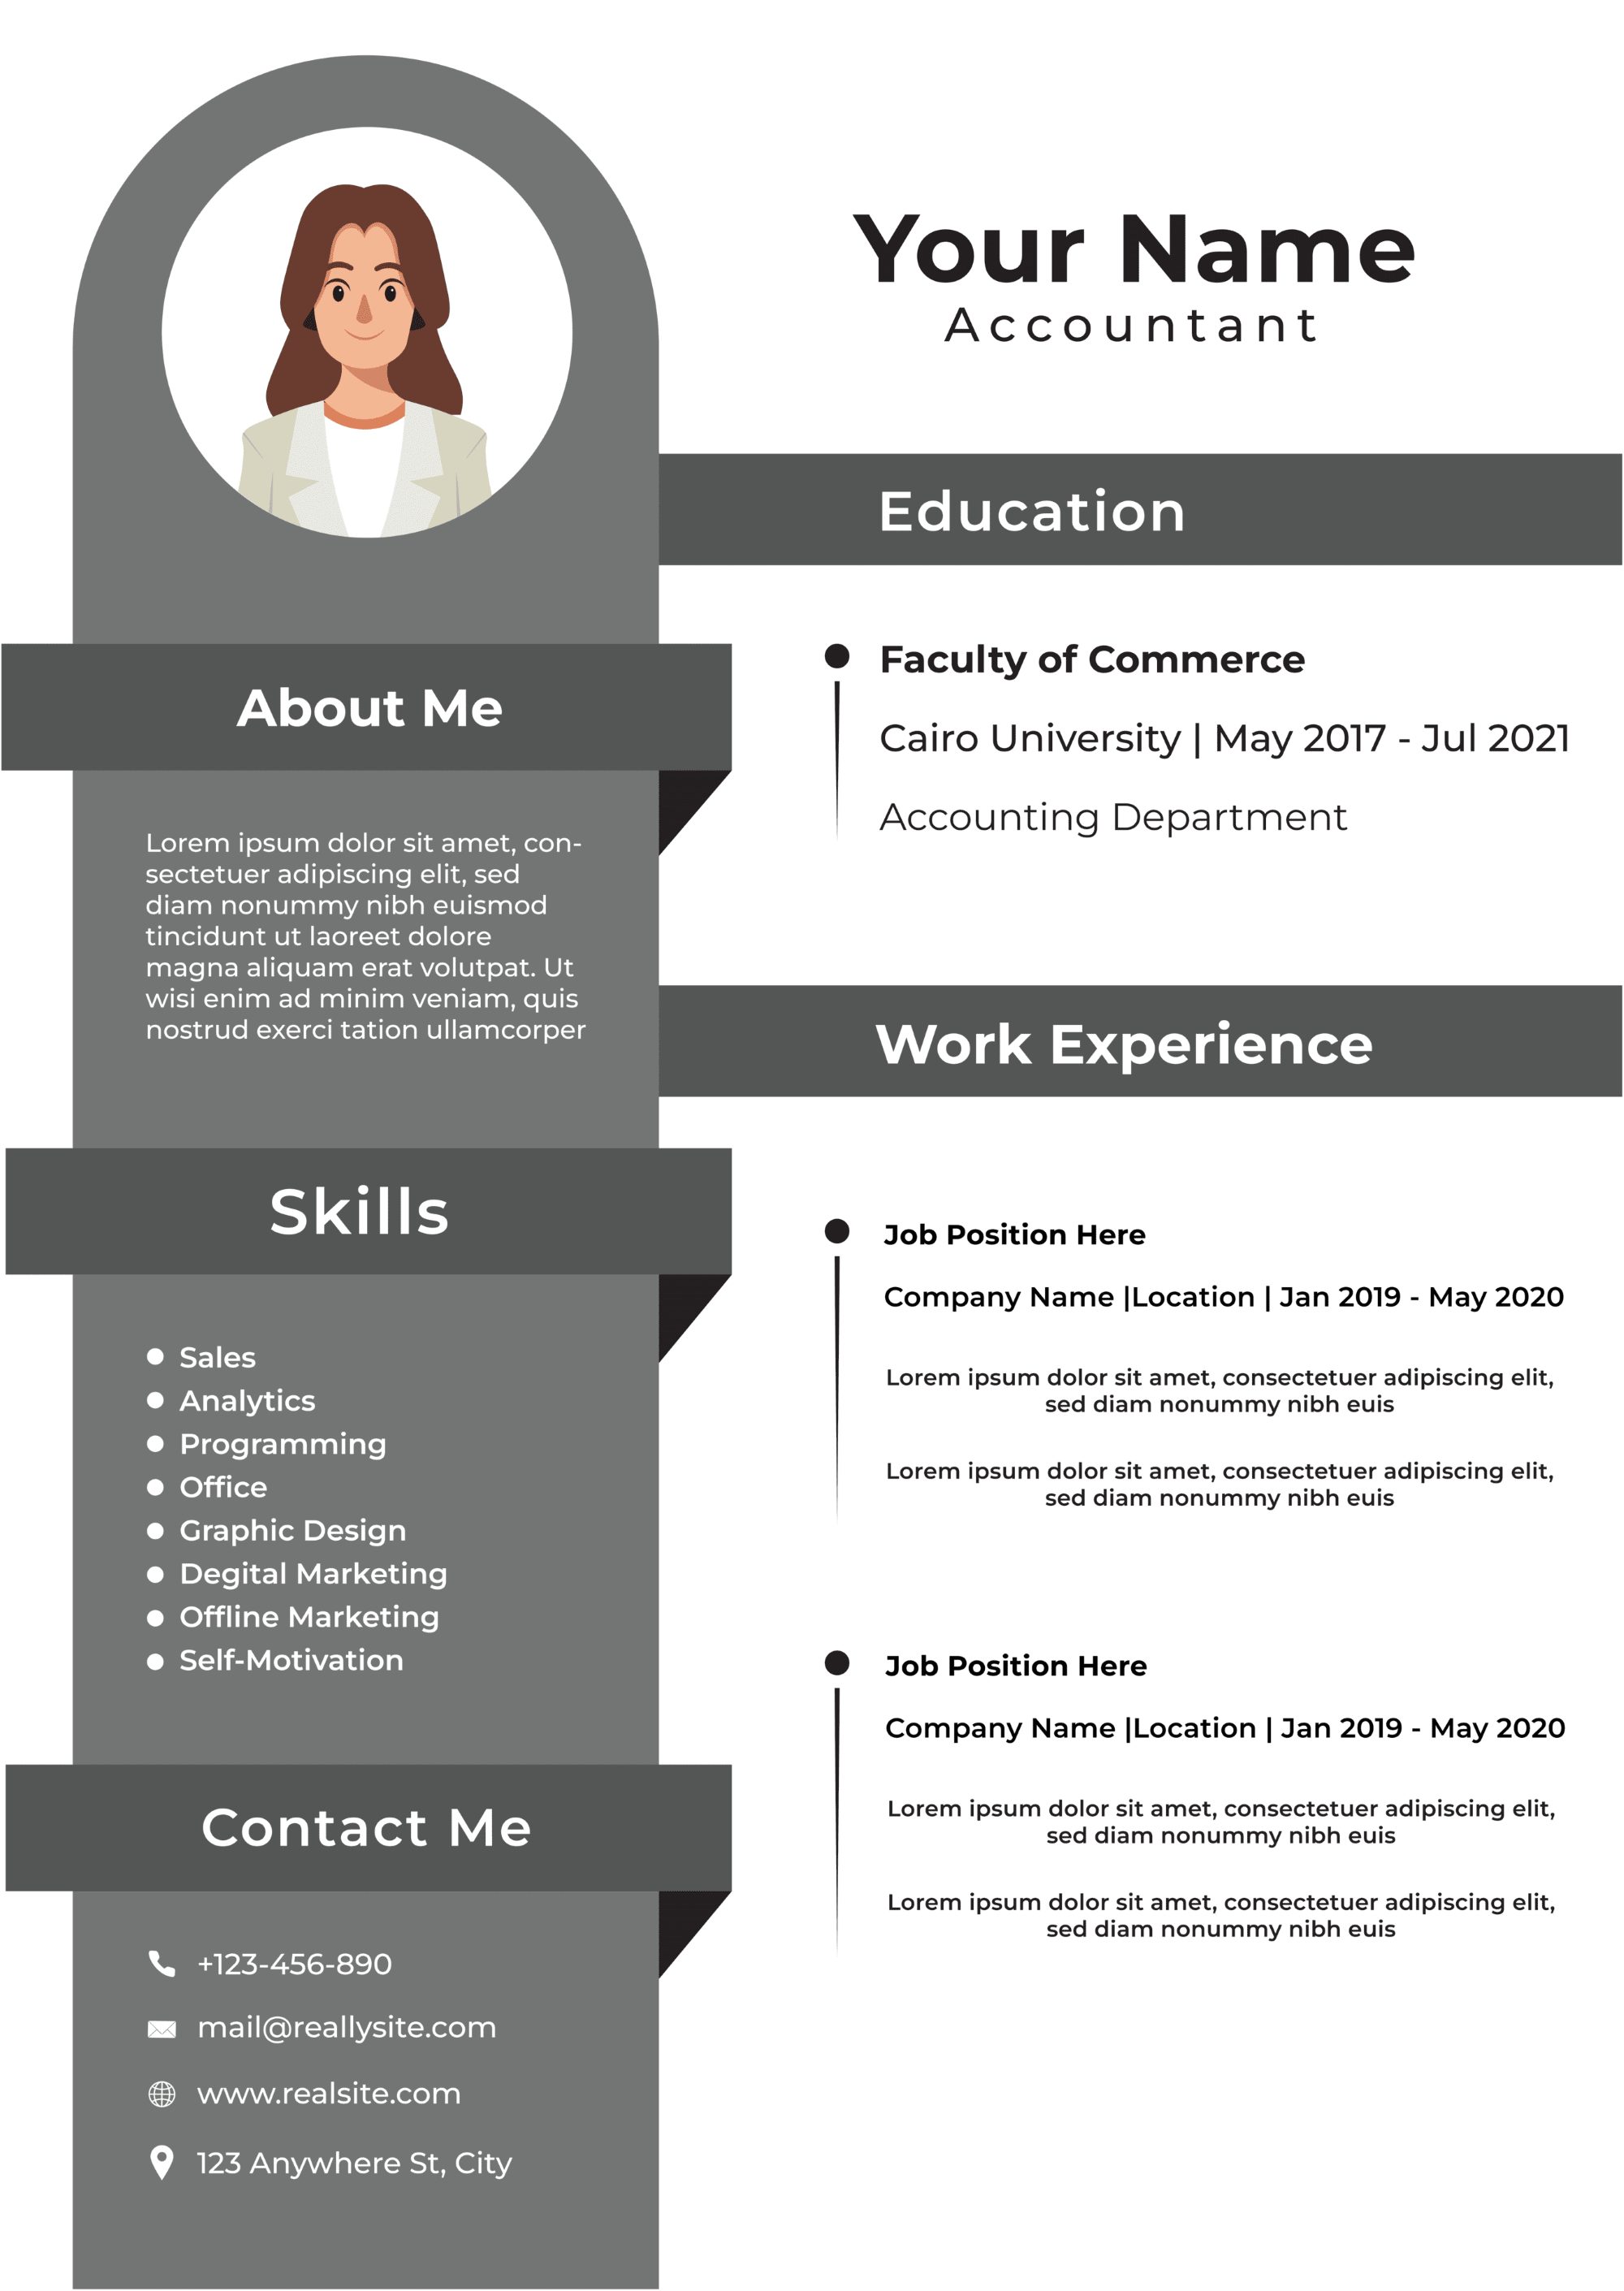 Your Name
Accountant
About Me
Lorem ipsum dolor sit amet, con-
sectetuer adipiscing elit, sed
diam nonummy nibh euismod
tincidunt ut laoreet dolore
magna aliquam erat volutpat. Ut
wisi enim ad minim veniam, quis
nostrud exerci tation ullamcorper
Skills
Sales
Analytics
Programming
Office
Graphic Design
Degital Marketing
Offline Marketing
Self-Motivation
Contact Me
+123-456-890
mail@reallysite.com
www.realsite.com
123 Anywhere St, City
Education
Faculty of Commerce
Cairo University | May 2017 - Jul 2021
Accounting Department
Work Experience
Job Position Here
Company Name |Location | Jan 2019 - May 2020
Lorem ipsum dolor sit amet, consectetuer adipiscing elit,
sed diam nonummy nibh euis
Lorem ipsum dolor sit amet, consectetuer adipiscing elit,
sed diam nonummy nibh euis
Job Position Here
Company Name |Location | Jan 2019 - May 2020
Lorem ipsum dolor sit amet, consectetuer adipiscing elit,
sed diam nonummy nibh euis
Lorem ipsum dolor sit amet, consectetuer adipiscing elit,
sed diam nonummy nibh euis